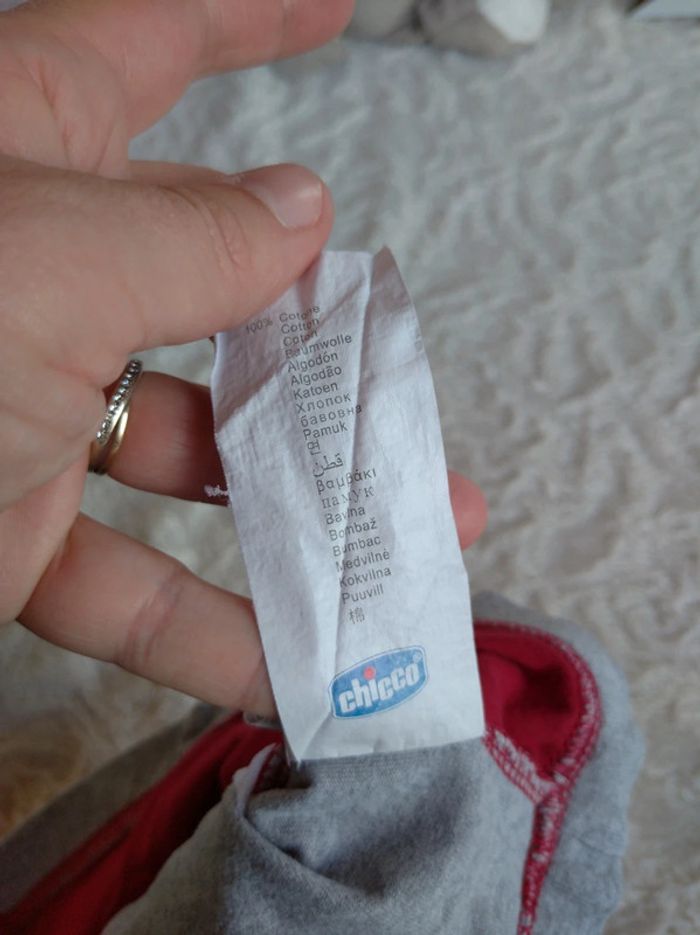 100% Cotone
Cotton
Coton
Baumwolle
Algodón
Algodão
Katoen
Хлопок
бавовна
Pamuk
면
قطن
βαμβάκι
памук
Bavlna
Bombaž
Bumbac
Medvilnė
Kokvilna
Puuvill
棉
chicco